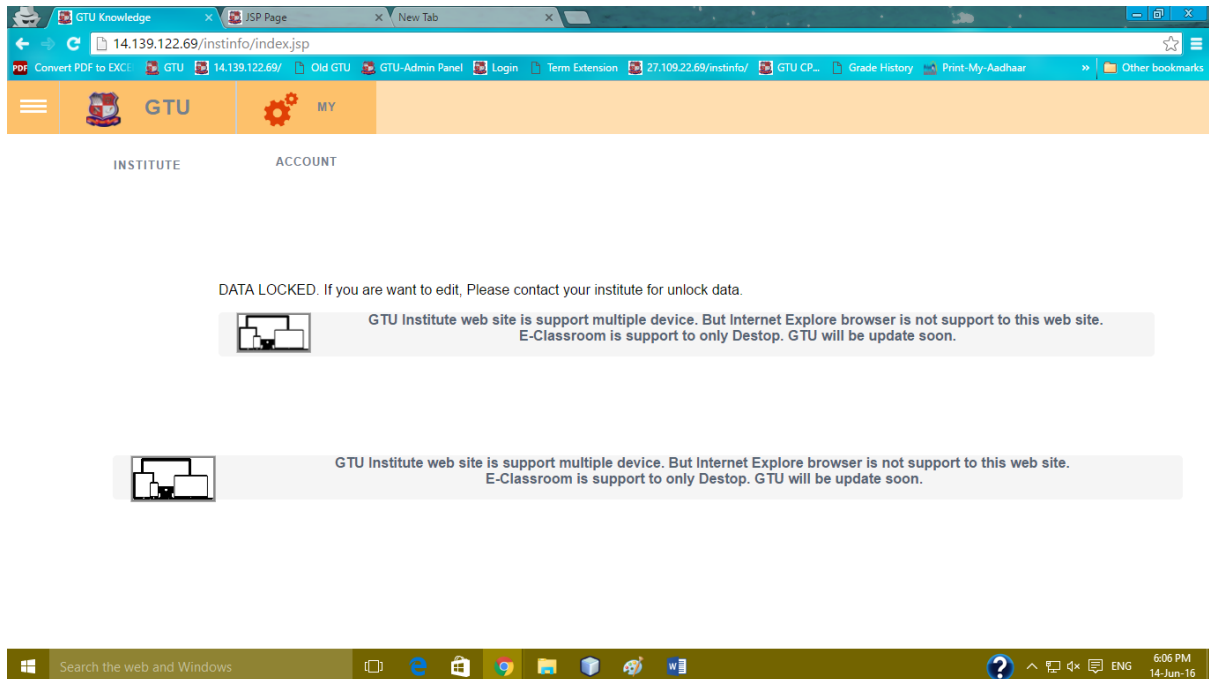 GTU Knowledge
JSP Page
New Tab
14.139.122.69/instinfo/index.jsp
PDF Convert PDF to EXCE GTU 14.139.122.69/ Old GTU GTU-Admin Panel Login Term Extension 27.109.22.69/instinfo/ GTU CP... Grade History Print-My-Aadhaar » Other bookmarks
GTU MY
INSTITUTE ACCOUNT
DATA LOCKED. If you are want to edit, Please contact your institute for unlock data.
GTU Institute web site is support multiple device. But Internet Explore browser is not support to this web site.
E-Classroom is support to only Destop. GTU will be update soon.
GTU Institute web site is support multiple device. But Internet Explore browser is not support to this web site.
E-Classroom is support to only Destop. GTU will be update soon.
Search the web and Windows
ENG
6:06 PM
14-Jun-16